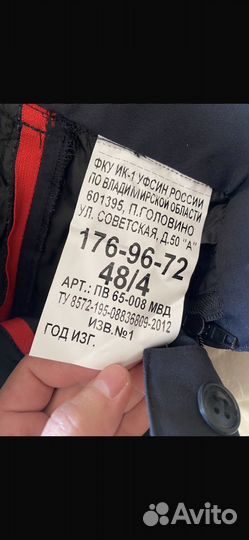 ФКУ ИК-1 УФСИН РОССИИ
ПО ВЛАДИМИРСКОЙ ОБЛАСТИ
601395, П.ГОЛОВИНО
УЛ. СОВЕТСКАЯ, Д.50 "А"
176-96-72
48/4
АРТ.: ПВ 65-008 МВД
ТУ 8572-195-08836809-2012
ИЗВ.№1
ГОД ИЗГ.
Avito